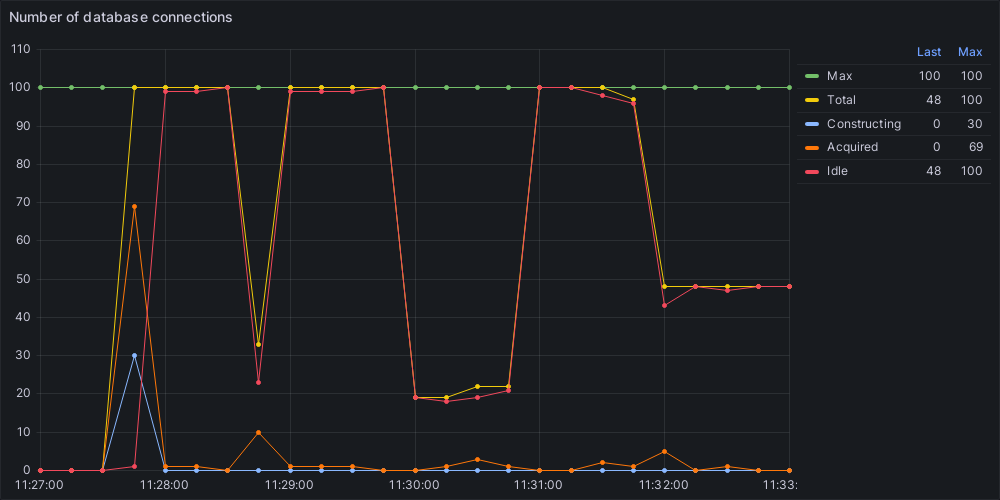 Number of database connections
110
100
90
80
70
60
50
40
30
20
10
0
11:27:00 11:28:00 11:29:00 11:30:00 11:31:00 11:32:00 11:33:
Last Max
Max 100 100
Total 48 100
Constructing 0 30
Acquired 0 69
Idle 48 100